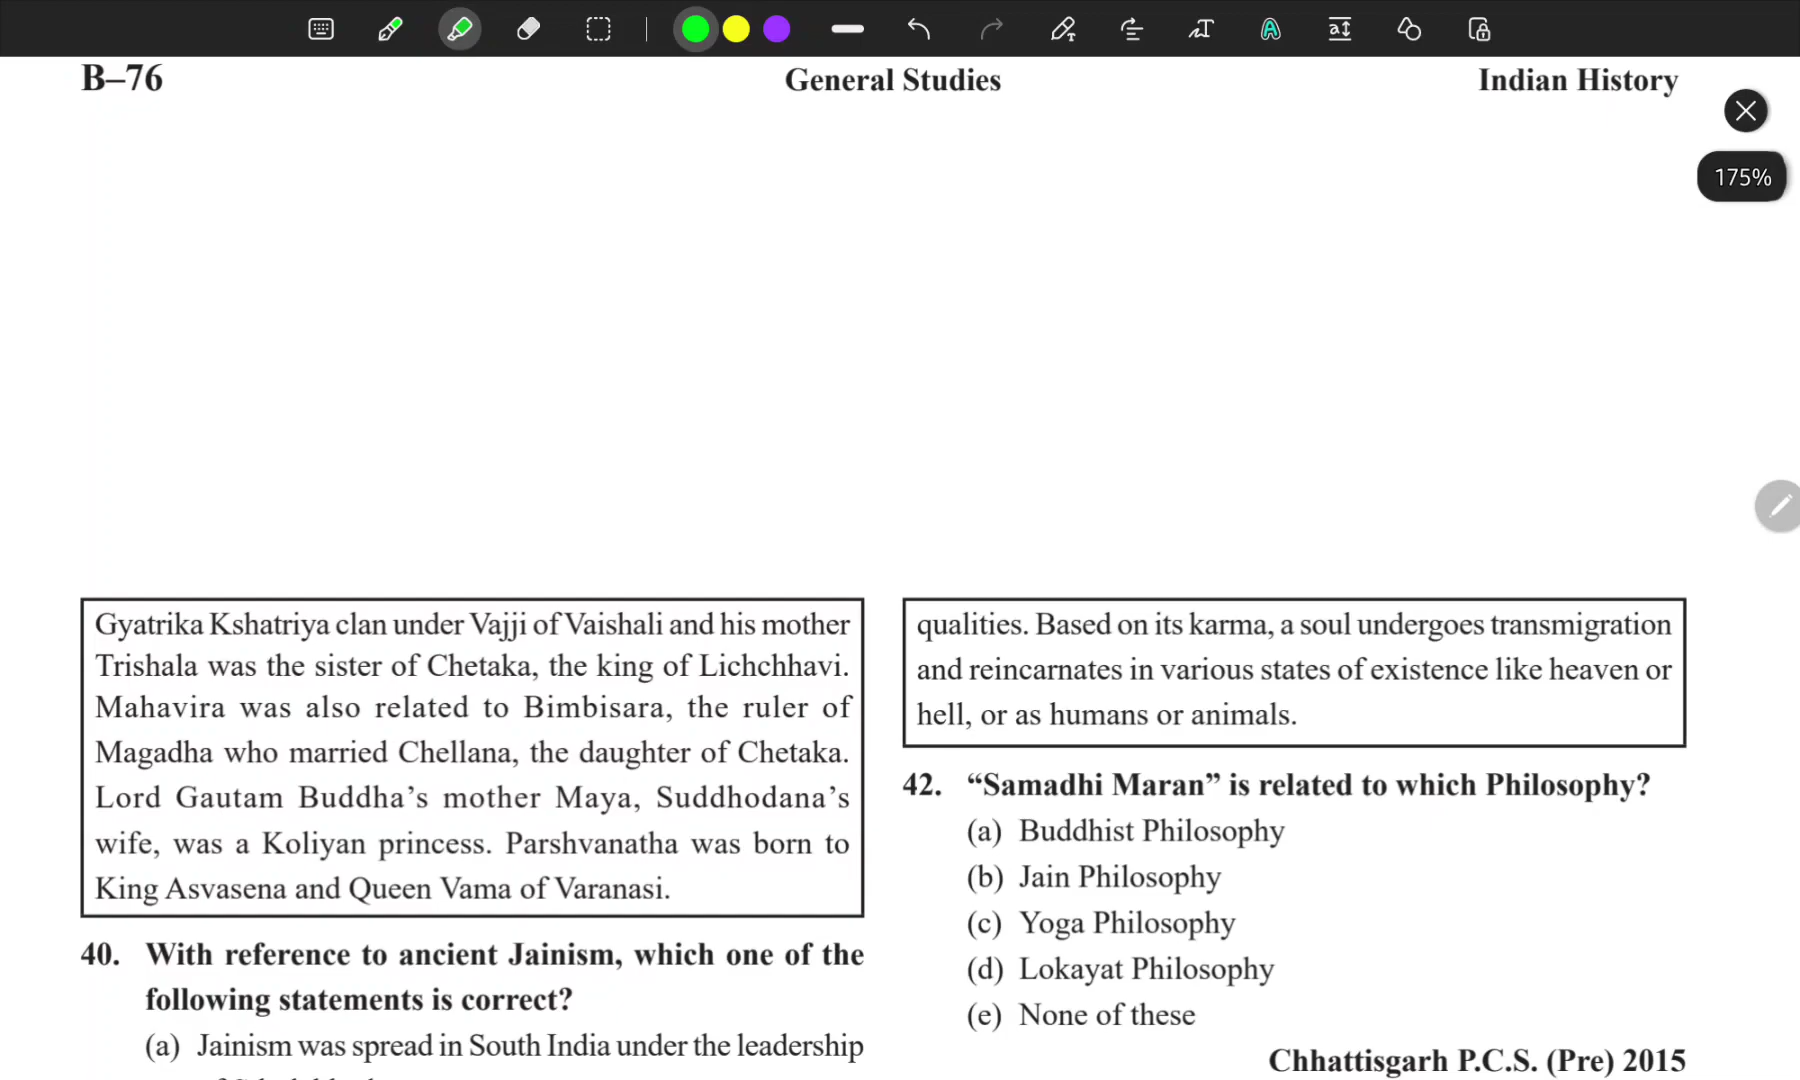 B–76
General Studies
Indian History
175%
Gyatrika Kshatriya clan under Vajji of Vaishali and his mother
Trishala was the sister of Chetaka, the king of Lichchhavi.
Mahavira was also related to Bimbisara, the ruler of
Magadha who married Chellana, the daughter of Chetaka.
Lord Gautam Buddha’s mother Maya, Suddhodana’s
wife, was a Koliyan princess. Parshvanatha was born to
King Asvasena and Queen Vama of Varanasi.
40. With reference to ancient Jainism, which one of the
following statements is correct?
(a) Jainism was spread in South India under the leadership
qualities. Based on its karma, a soul undergoes transmigration
and reincarnates in various states of existence like heaven or
hell, or as humans or animals.
42. “Samadhi Maran” is related to which Philosophy?
(a) Buddhist Philosophy
(b) Jain Philosophy
(c) Yoga Philosophy
(d) Lokayat Philosophy
(e) None of these
Chhattisgarh P.C.S. (Pre) 2015